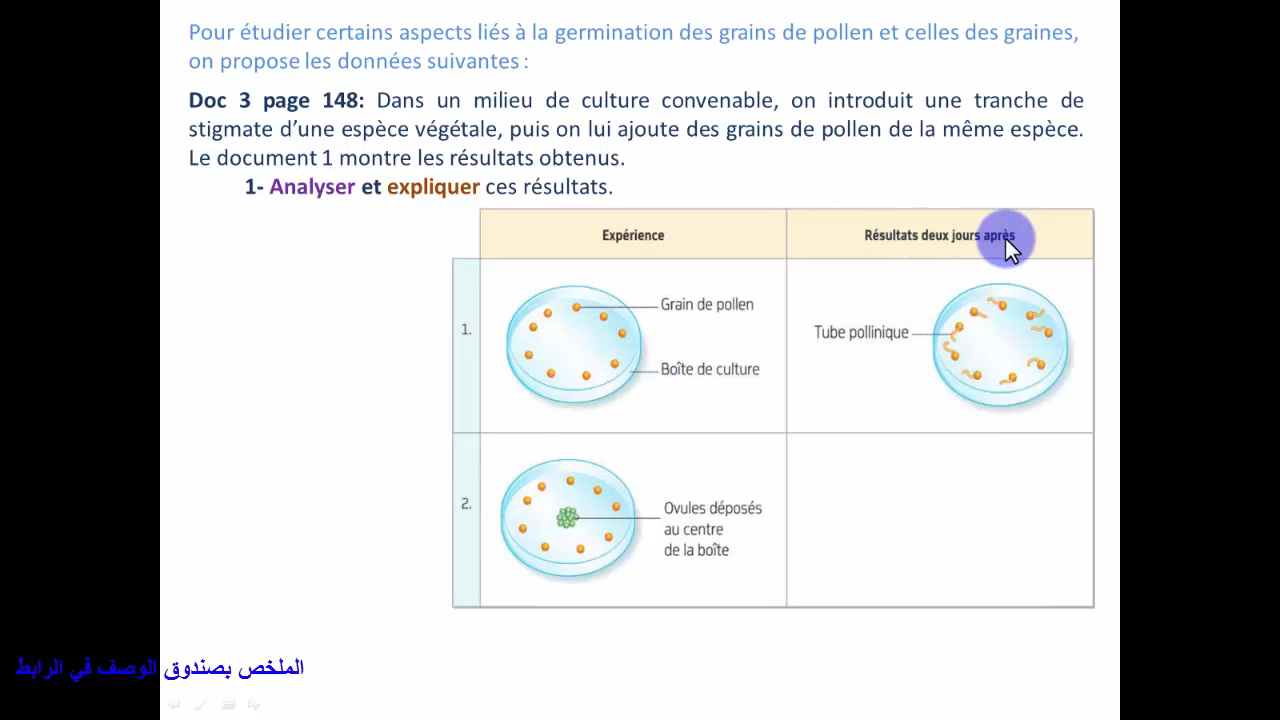 Pour étudier certains aspects liés à la germination des grains de pollen et celles des graines,
on propose les données suivantes :
Doc 3 page 148: Dans un milieu de culture convenable, on introduit une tranche de
stigmate d’une espèce végétale, puis on lui ajoute des grains de pollen de la même espèce.
Le document 1 montre les résultats obtenus.
1- Analyser et expliquer ces résultats.
Expérience
Résultats deux jours après
1.
Grain de pollen
Boîte de culture
Tube pollinique
2.
Ovules déposés
au centre
de la boîte
الملخص بصندوق الوصف في الرابط